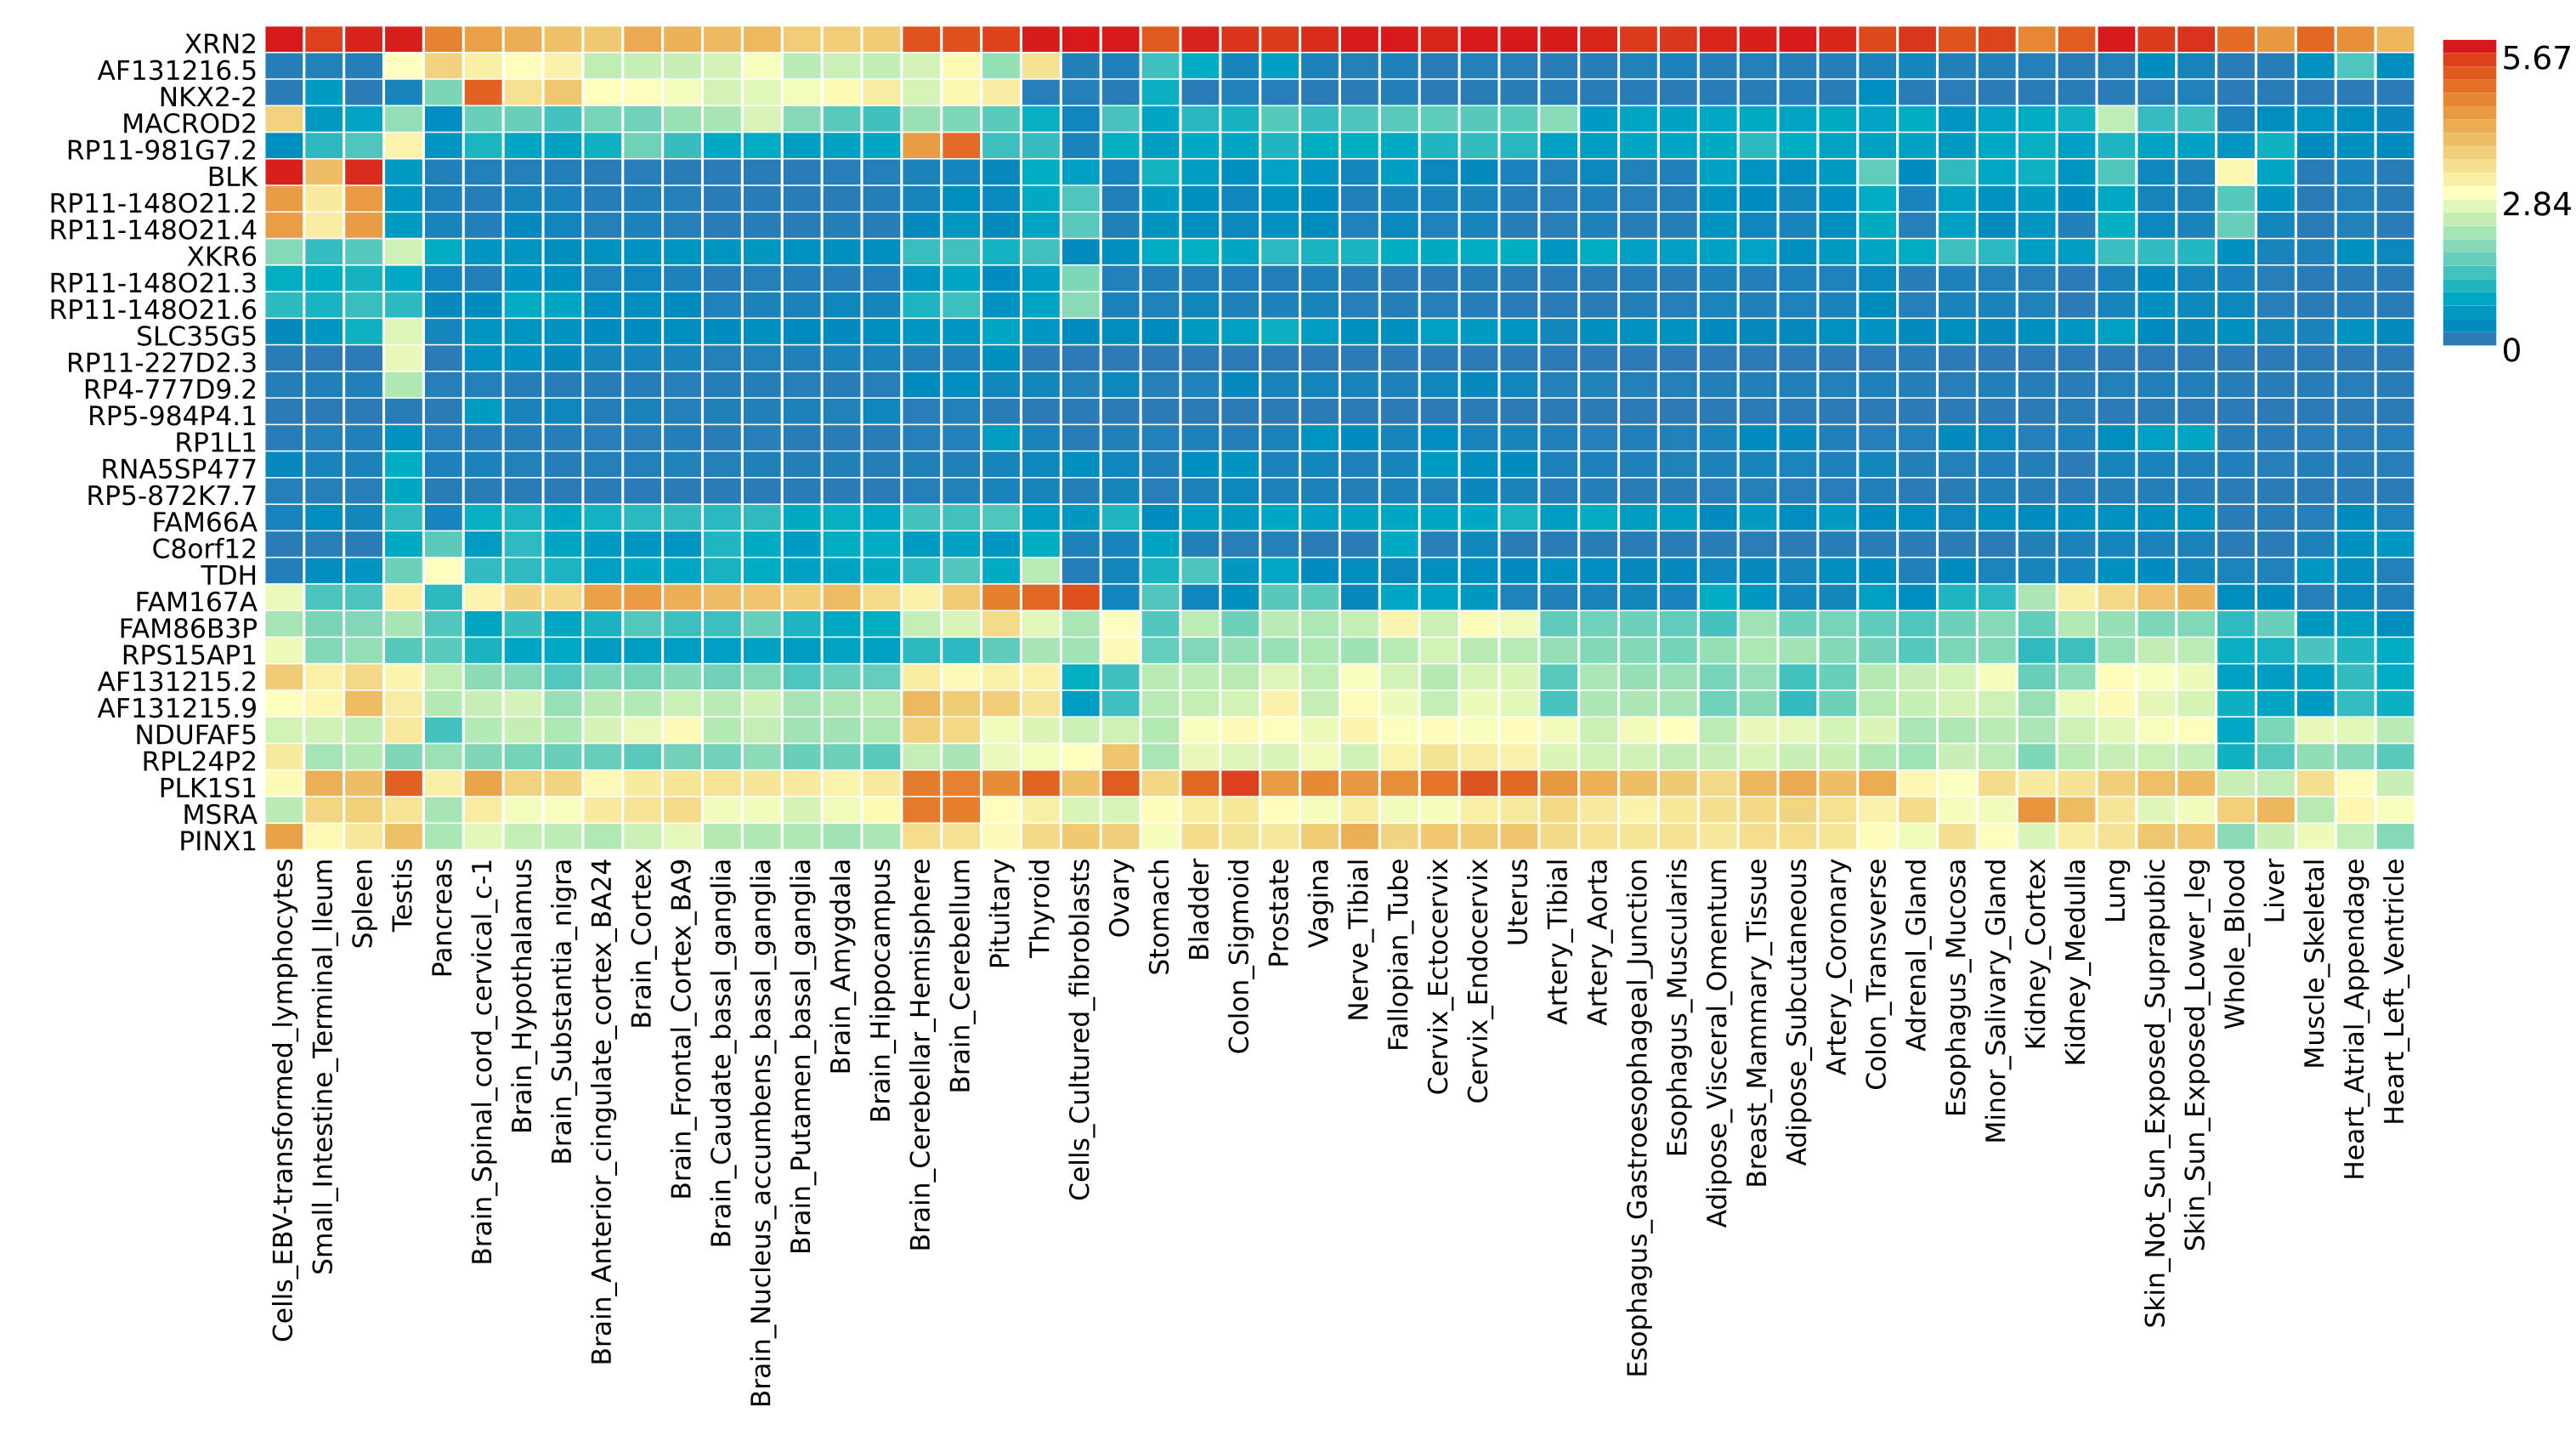 XRN2
AF131216.5
NKX2-2
MACROD2
RP11-981G7.2
BLK
RP11-148O21.2
RP11-148O21.4
XKR6
RP11-148O21.3
RP11-148O21.6
SLC35G5
RP11-227D2.3
RP4-777D9.2
RP5-984P4.1
RP1L1
RNA5SP477
RP5-872K7.7
FAM66A
C8orf12
TDH
FAM167A
FAM86B3P
RPS15AP1
AF131215.2
AF131215.9
NDUFAF5
RPL24P2
PLK1S1
MSRA
PINX1
5.67
2.84
0
Cells_EBV-transformed_lymphocytes
Small_Intestine_Terminal_Ileum
Spleen
Testis
Pancreas
Brain_Spinal_cord_cervical_c-1
Brain_Hypothalamus
Brain_Substantia_nigra
Brain_Anterior_cingulate_cortex_BA24
Brain_Cortex
Brain_Frontal_Cortex_BA9
Brain_Caudate_basal_ganglia
Brain_Nucleus_accumbens_basal_ganglia
Brain_Putamen_basal_ganglia
Brain_Amygdala
Brain_Hippocampus
Brain_Cerebellar_Hemisphere
Brain_Cerebellum
Pituitary
Thyroid
Cells_Cultured_fibroblasts
Ovary
Stomach
Bladder
Colon_Sigmoid
Prostate
Vagina
Nerve_Tibial
Fallopian_Tube
Cervix_Ectocervix
Cervix_Endocervix
Uterus
Artery_Tibial
Artery_Aorta
Esophagus_Gastroesophageal_Junction
Esophagus_Muscularis
Adipose_Visceral_Omentum
Breast_Mammary_Tissue
Adipose_Subcutaneous
Artery_Coronary
Colon_Transverse
Adrenal_Gland
Esophagus_Mucosa
Minor_Salivary_Gland
Kidney_Cortex
Kidney_Medulla
Lung
Skin_Not_Sun_Exposed_Suprapubic
Skin_Sun_Exposed_Lower_leg
Whole_Blood
Liver
Muscle_Skeletal
Heart_Atrial_Appendage
Heart_Left_Ventricle